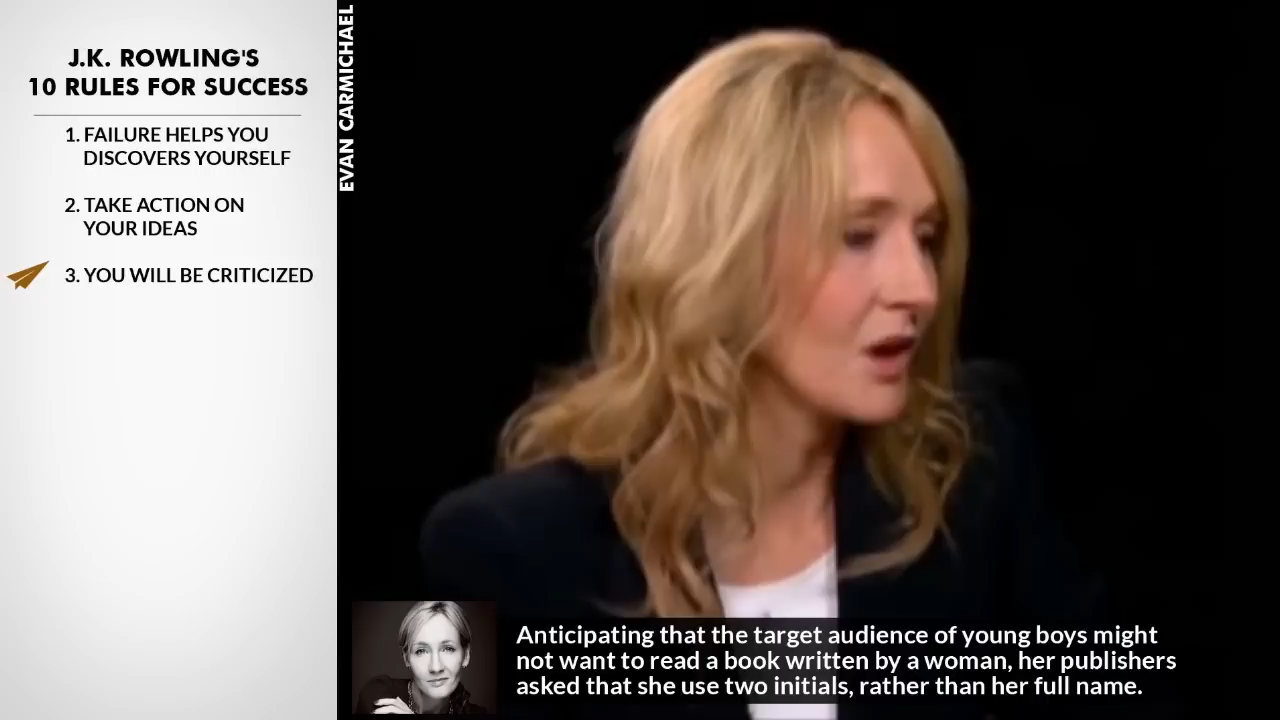 J.K. ROWLING'S
10 RULES FOR SUCCESS
1. FAILURE HELPS YOU
DISCOVERS YOURSELF
2. TAKE ACTION ON
YOUR IDEAS
3. YOU WILL BE CRITICIZED
EVAN CARMICHAEL
Anticipating that the target audience of young boys might
not want to read a book written by a woman, her publishers
asked that she use two initials, rather than her full name.